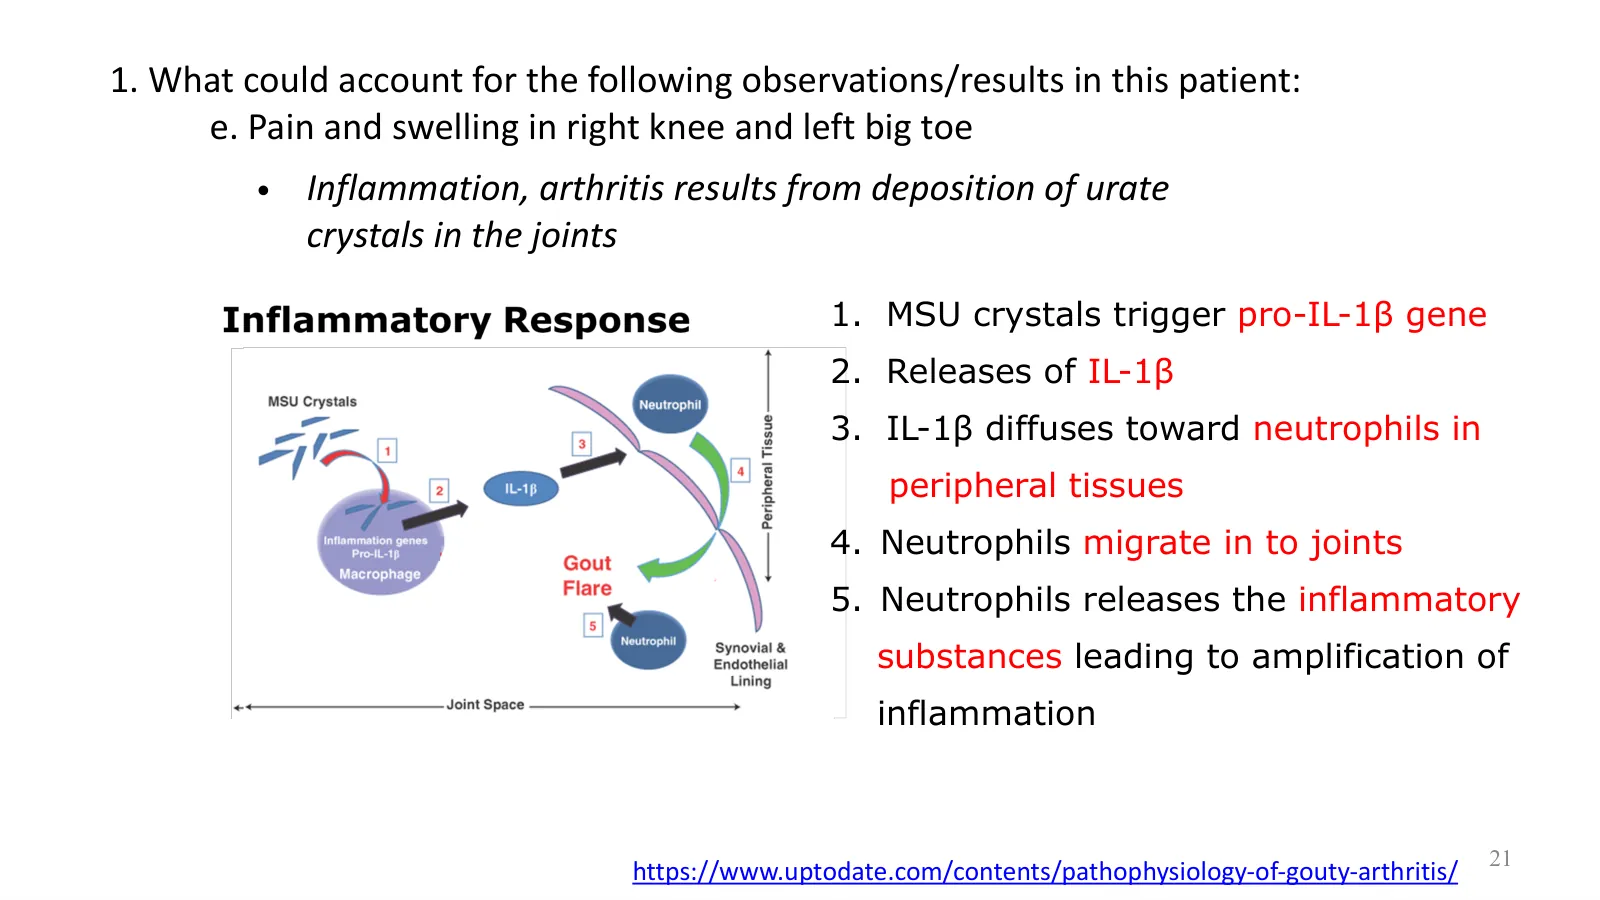 1. What could account for the following observations/results in this patient:
e. Pain and swelling in right knee and left big toe
• Inflammation, arthritis results from deposition of urate
crystals in the joints
Inflammatory Response
MSU Crystals
1
2
Inflammation genes
Pro-IL-1β
Macrophage
IL-1β
3
Neutrophil
4
Peripheral Tissue
Gout
Flare
5
Neutrophil
Synovial &
Endothelial
Lining
Joint Space
1. MSU crystals trigger pro-IL-1β gene
2. Releases of IL-1β
3. IL-1β diffuses toward neutrophils in
peripheral tissues
4. Neutrophils migrate in to joints
5. Neutrophils releases the inflammatory
substances leading to amplification of
inflammation
https://www.uptodate.com/contents/pathophysiology-of-gouty-arthritis/
21